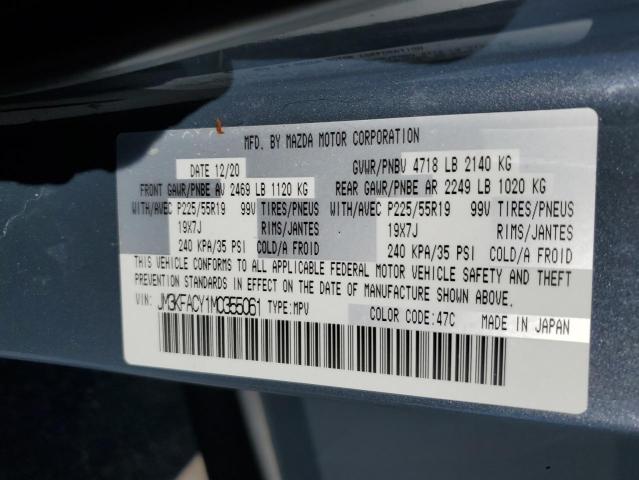 MFD. BY MAZDA MOTOR CORPORATION
DATE 12/20 GVWR/PNBV 4718 LB 2140 KG
FRONT GAWR/PNBE AV 2469 LB 1120 KG REAR GAWR/PNBE AR 2249 LB 1020 KG
WITH/AVEC P225/55R19 99V TIRES/PNEUS WITH/AVEC P225/55R19 99V TIRES/PNEUS
19X7J RIMS/JANTES 19X7J RIMS/JANTES
240 KPA/35 PSI COLD/A FROID 240 KPA/35 PSI COLD/A FROID
THIS VEHICLE CONFORMS TO ALL APPLICABLE FEDERAL MOTOR VEHICLE SAFETY AND THEFT
PREVENTION STANDARDS IN EFFECT ON THE DATE OF MANUFACTURE SHOWN ABOVE.
VIN: JM3KFACY1M0355061 TYPE: MPV COLOR CODE: 47C MADE IN JAPAN